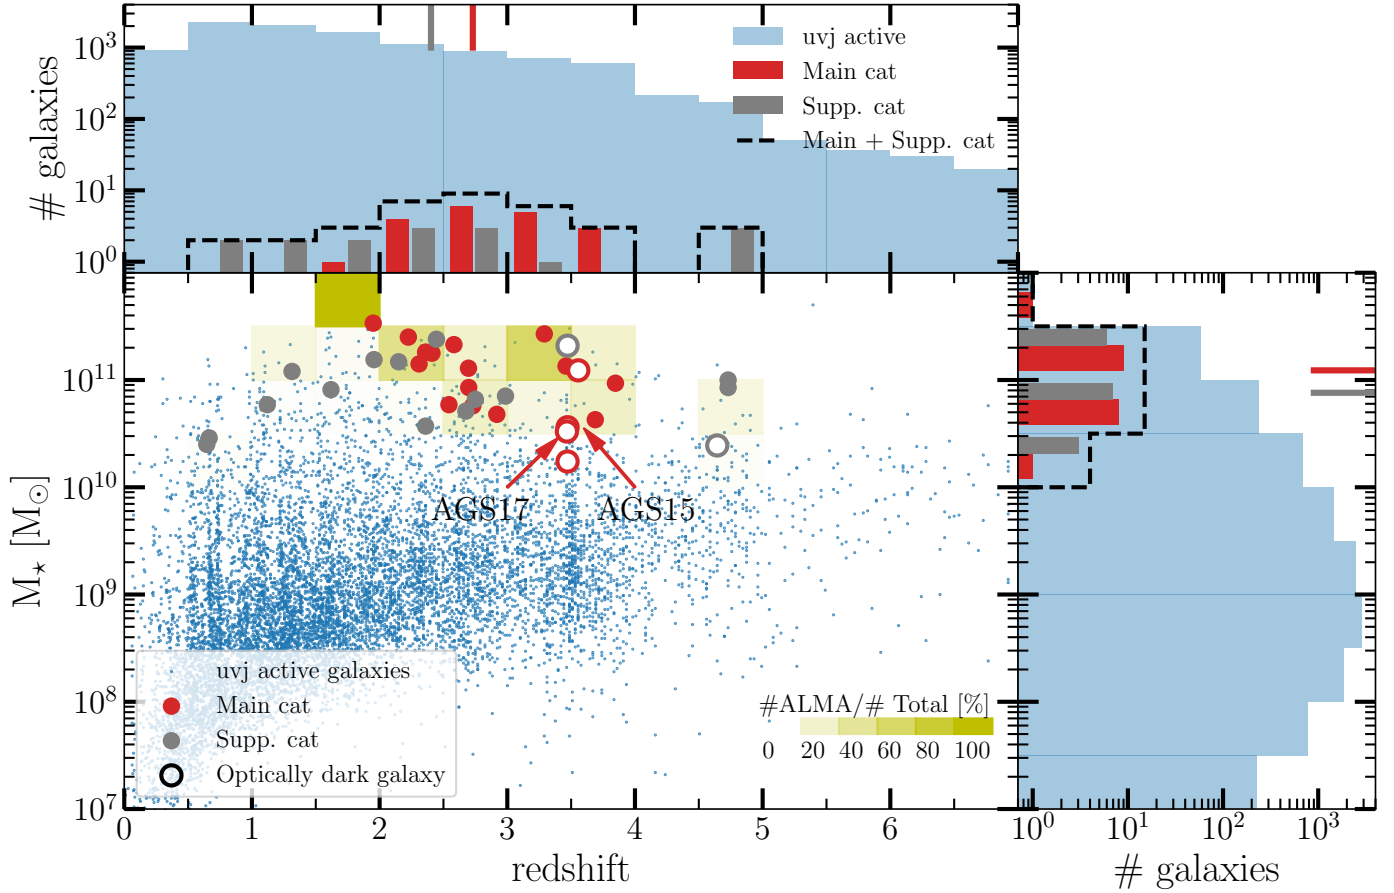 # galaxies
10³
10²
10¹
10⁰
uvj active
Main cat
Supp. cat
Main + Supp. cat
M⋆ [M⊙]
10¹¹
10¹⁰
10⁹
10⁸
10⁷
AGS17
AGS15
uvj active galaxies
Main cat
Supp. cat
Optically dark galaxy
#ALMA/# Total [%]
0 20 40 60 80 100
0 1 2 3 4 5 6
redshift
10⁰ 10¹ 10² 10³
# galaxies